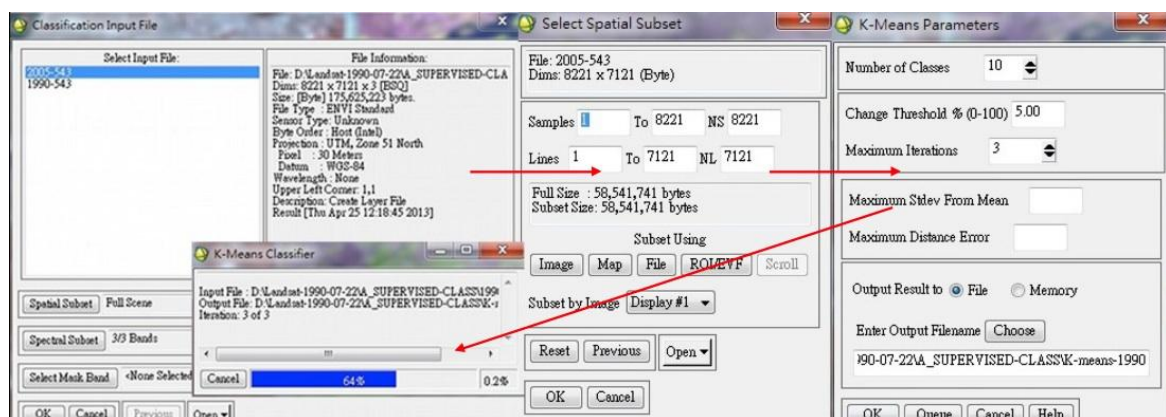 Classification Input File
Select Input File:
2005-543
1990-543
File Information:
File: D:\Landsat-1990-07-22\A_SUPERVISED-CLA
Dims: 8221 x 7121 x 3 [BSQ]
Size: [Byte] 175,625,223 bytes.
File Type : ENVI Standard
Sensor Type: Unknown
Byte Order : Host (Intel)
Projection : UTM, Zone 51 North
Pixel : 30 Meters
Datum : WGS-84
Wavelength : None
Upper Left Corner: 1,1
Description: Create Layer File
Result [Thu Apr 25 12:18:45 2013]
Spatial Subset Full Scene
Spectral Subset 3/3 Bands
Select Mask Band <None Selected
OK Cancel Previous Open
K-Means Classifier
Input File : D:\Landsat-1990-07-22\A_SUPERVISED-CLASS\199
Output File: D:\Landsat-1990-07-22\A_SUPERVISED-CLASS\K-
Iteration: 3 of 3
Cancel 64% 0.2%
Select Spatial Subset
File: 2005-543
Dims: 8221 x 7121 (Byte)
Samples 1 To 8221 NS 8221
Lines 1 To 7121 NL 7121
Full Size : 58,541,741 bytes
Subset Size: 58,541,741 bytes
Subset Using
Image Map File ROI/EVF Scroll
Subset by Image Display #1
Reset Previous Open
OK Cancel
K-Means Parameters
Number of Classes 10
Change Threshold % (0-100) 5.00
Maximum Iterations 3
Maximum Stdev From Mean
Maximum Distance Error
Output Result to File Memory
Enter Output Filename Choose
990-07-22\A_SUPERVISED-CLASS\K-means-1990
OK Queue Cancel Help